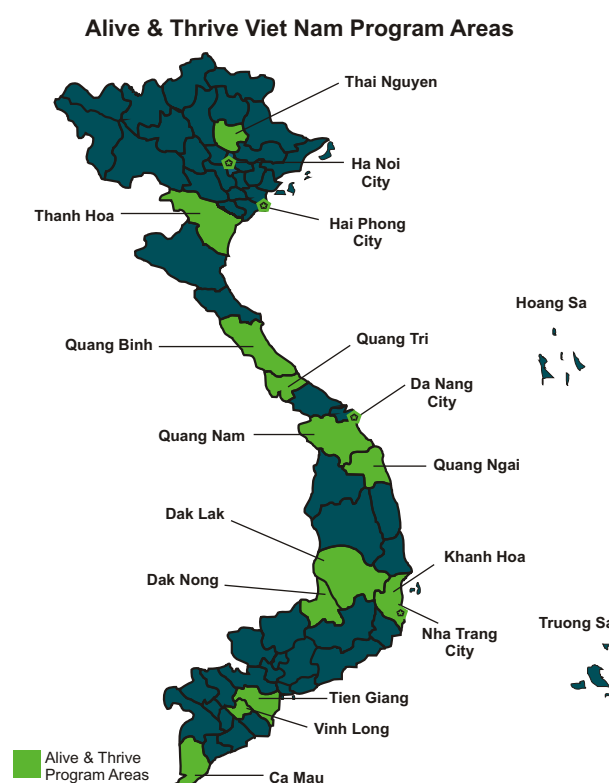 Alive & Thrive Viet Nam Program Areas
Thai Nguyen
Ha Noi
City
Thanh Hoa
Hai Phong
City
Hoang Sa
Quang Binh
Quang Tri
Da Nang
City
Quang Nam
Quang Ngai
Dak Lak
Khanh Hoa
Dak Nong
Nha Trang
City
Truong Sa
Tien Giang
Vinh Long
Alive & Thrive
Program Areas
Ca Mau